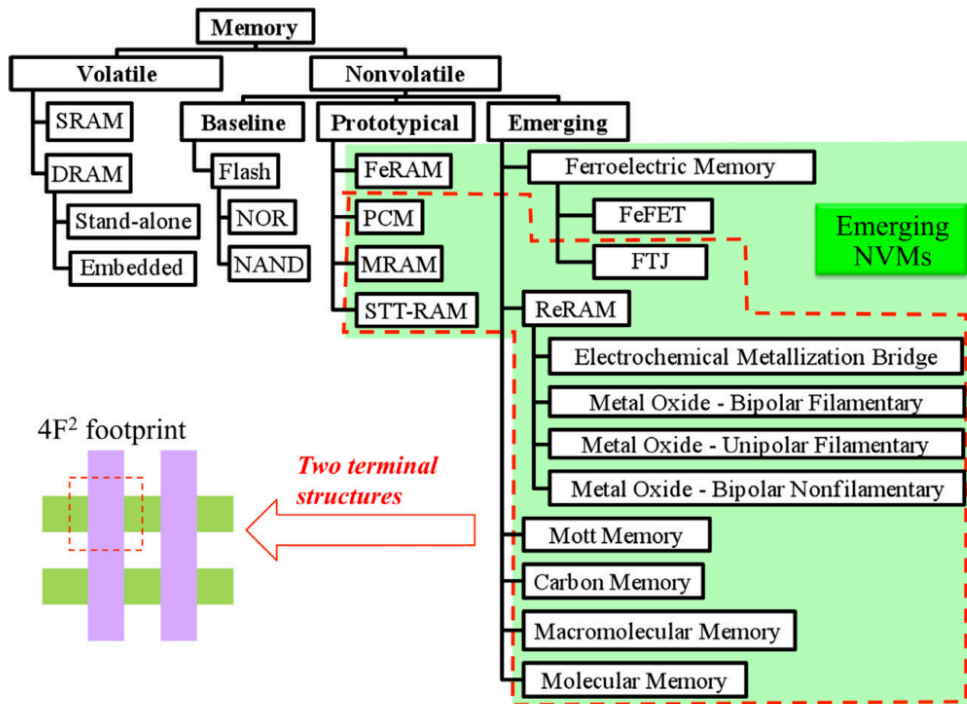 Memory
Volatile
Nonvolatile
SRAM
Baseline
Prototypical
Emerging
DRAM
Flash
FeRAM
Ferroelectric Memory
Stand-alone
NOR
PCM
FeFET
Emerging
NVMs
Embedded
NAND
MRAM
FTJ
STT-RAM
ReRAM
Electrochemical Metallization Bridge
Metal Oxide - Bipolar Filamentary
4F² footprint
Metal Oxide - Unipolar Filamentary
Two terminal
structures
Metal Oxide - Bipolar Nonfilamentary
Mott Memory
Carbon Memory
Macromolecular Memory
Molecular Memory